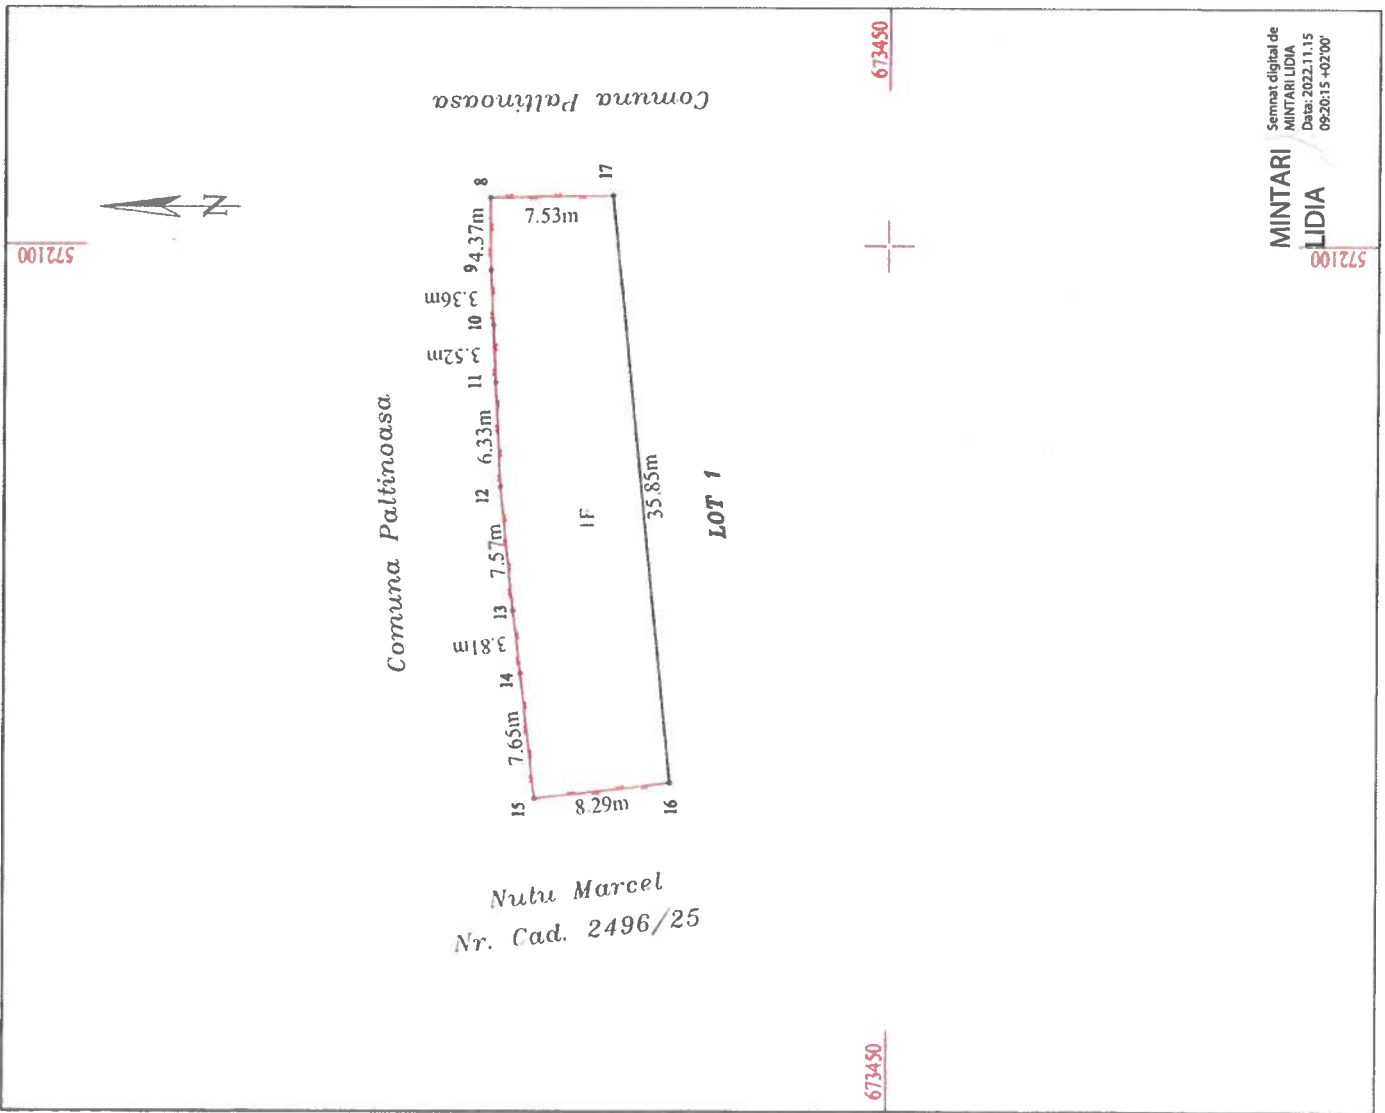 673450
Comuna Paltinoasa
572100
N
MINTARI
LIDIA
Semnat digital de
MINTARI LIDIA
Data: 2022.11.15
09:20:15 +02'00'
572100
8
17
7.53m
4.37m
9
3.36m
10
3.52m
11
6.33m
12
7.57m
13
3.81m
14
7.65m
15
8.29m
16
35.85m
1F
LOT 1
Comuna Paltinoasa
Nutu Marcel
Nr. Cad. 2496/25
673450